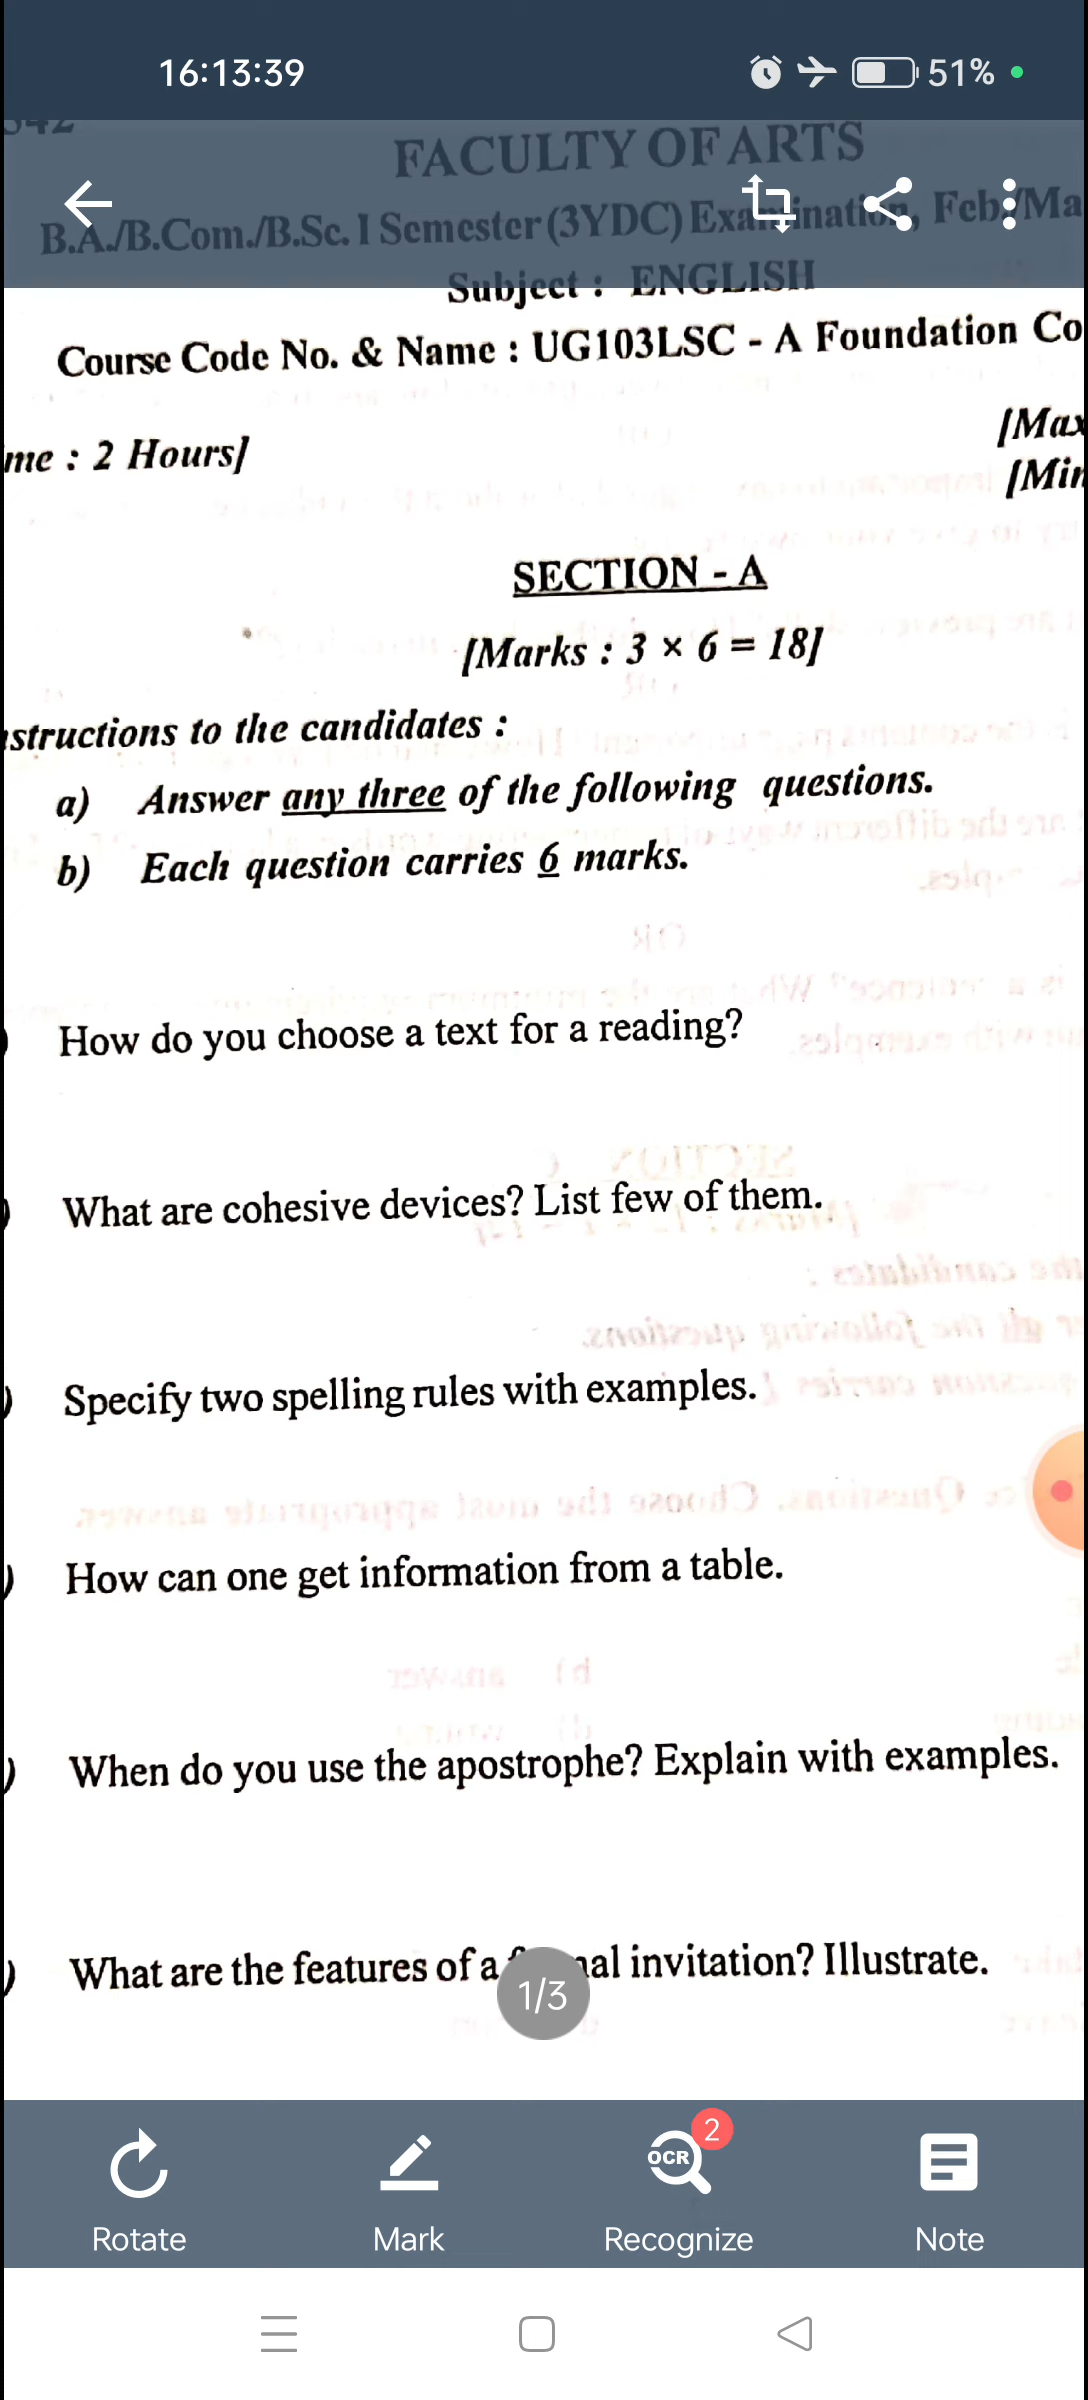 16:13:39
51%
FACULTY OF ARTS
B.A./B.Com./B.Sc. I Semester (3YDC) Examination, Feb/Ma
Subject : ENGLISH
Course Code No. & Name : UG103LSC - A Foundation Co
me : 2 Hours]
[Max
[Min
SECTION - A
[Marks : 3 × 6 = 18]
structions to the candidates :
a) Answer any three of the following questions.
b) Each question carries 6 marks.
) How do you choose a text for a reading?
) What are cohesive devices? List few of them.
) Specify two spelling rules with examples.
) How can one get information from a table.
) When do you use the apostrophe? Explain with examples.
) What are the features of a nal invitation? Illustrate.
1/3
2
OCR
Rotate Mark Recognize Note